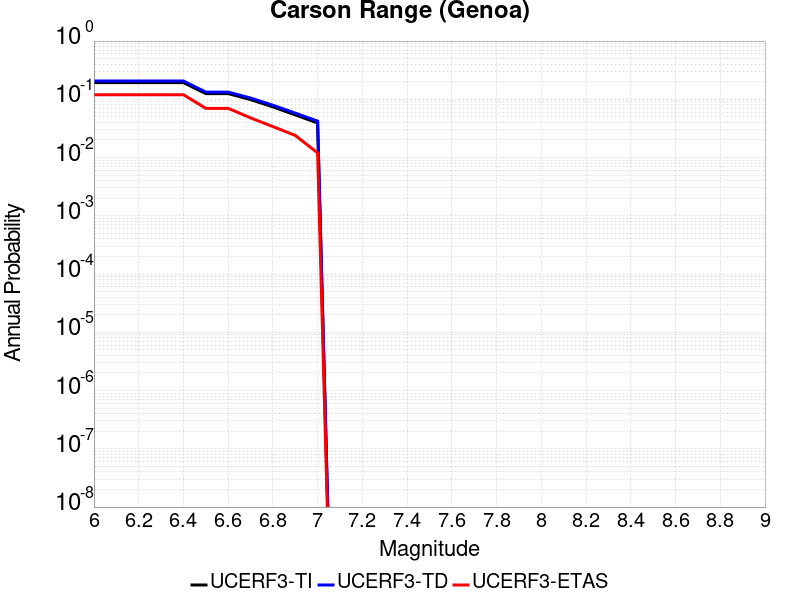 Carson Range (Genoa)
10^0
10^-1
10^-2
10^-3
10^-4
10^-5
10^-6
10^-7
10^-8
Annual Probability
6 6.2 6.4 6.6 6.8 7 7.2 7.4 7.6 7.8 8 8.2 8.4 8.6 8.8 9
Magnitude
UCERF3-TI UCERF3-TD UCERF3-ETAS